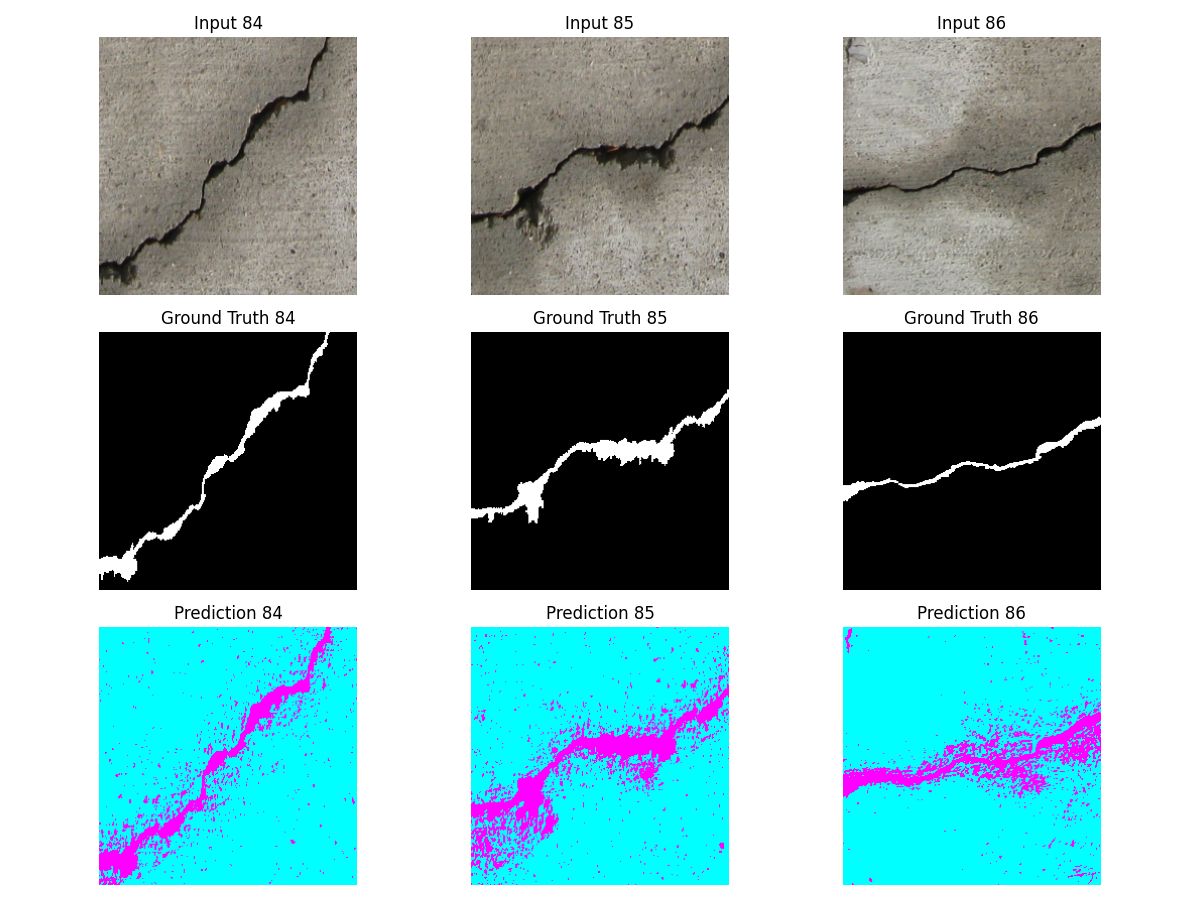 Input 84
Input 85
Input 86
Ground Truth 84
Ground Truth 85
Ground Truth 86
Prediction 84
Prediction 85
Prediction 86